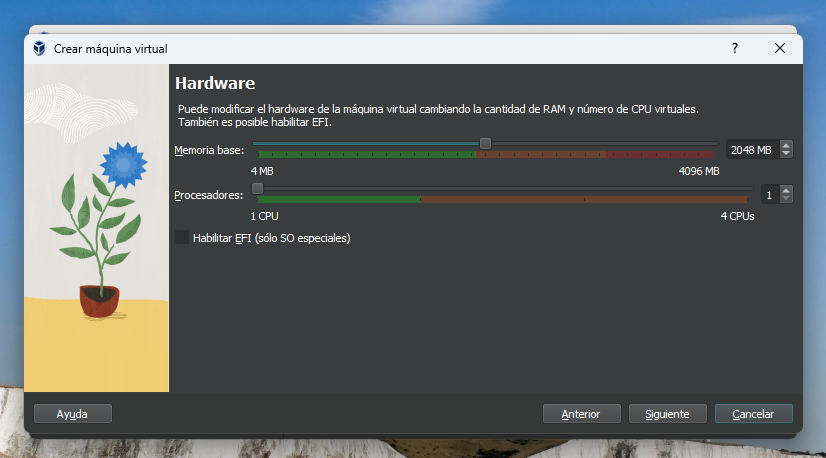 Crear máquina virtual
?
Hardware
Puede modificar el hardware de la máquina virtual cambiando la cantidad de RAM y número de CPU virtuales.
También es posible habilitar EFI.
Memoria base:
2048 MB
4 MB
4096 MB
Procesadores:
1
1 CPU
4 CPUs
Habilitar EFI (sólo SO especiales)
Ayuda
Anterior
Siguiente
Cancelar